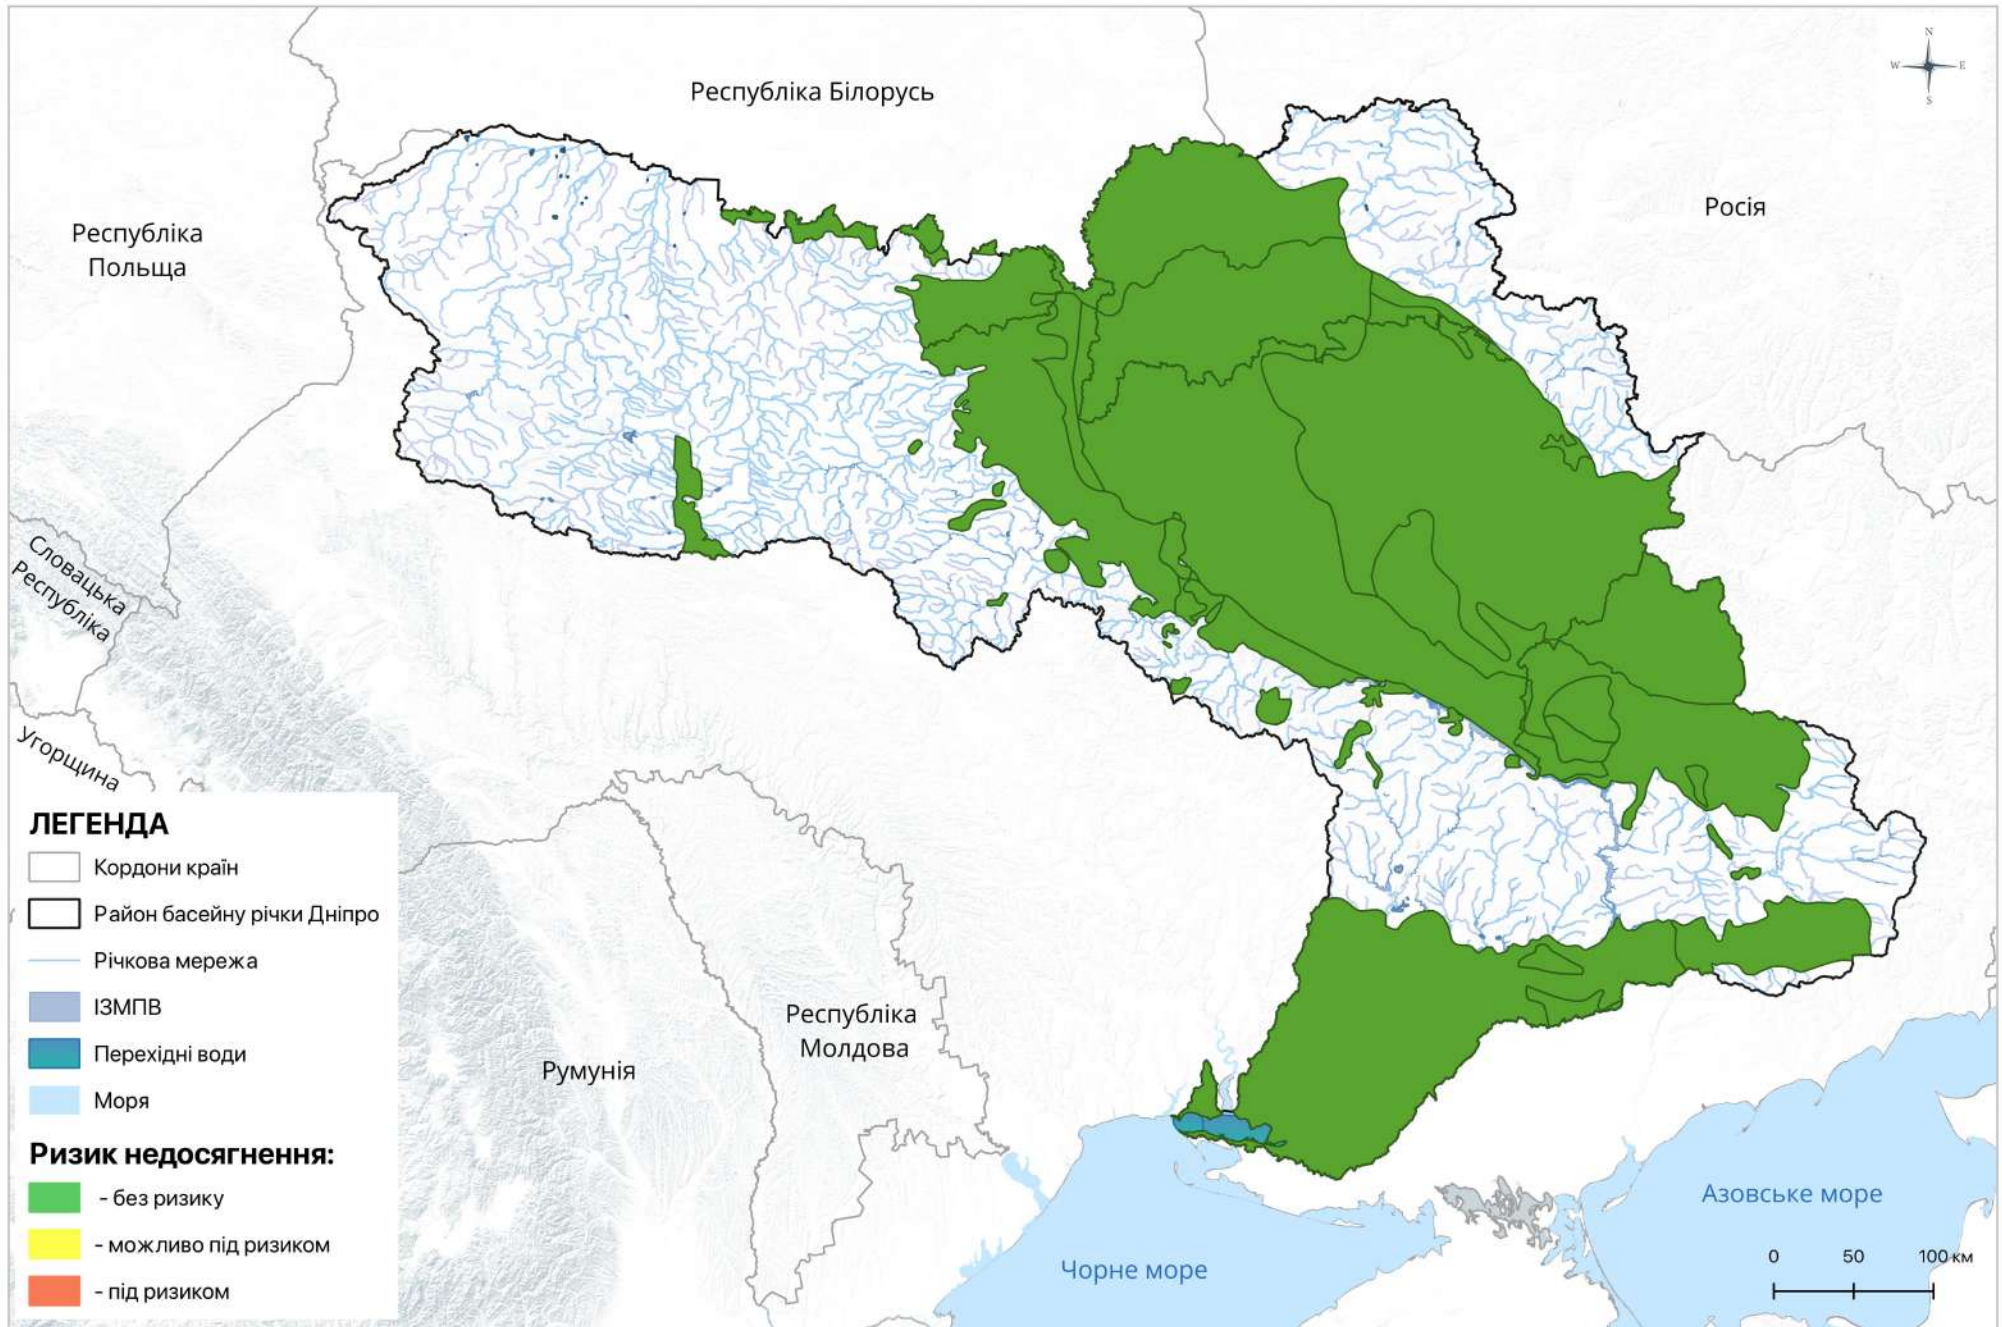 N
W E
S
Республіка Білорусь
Росія
Республіка
Польща
Словацька
Республіка
Угорщина
ЛЕГЕНДА
Кордони країн
Район басейну річки Дніпро
Річкова мережа
ІЗМПВ
Перехідні води
Моря
Ризик недосягнення:
- без ризику
- можливо під ризиком
- під ризиком
Румунія
Республіка
Молдова
Чорне море
Азовське море
0 50 100 км